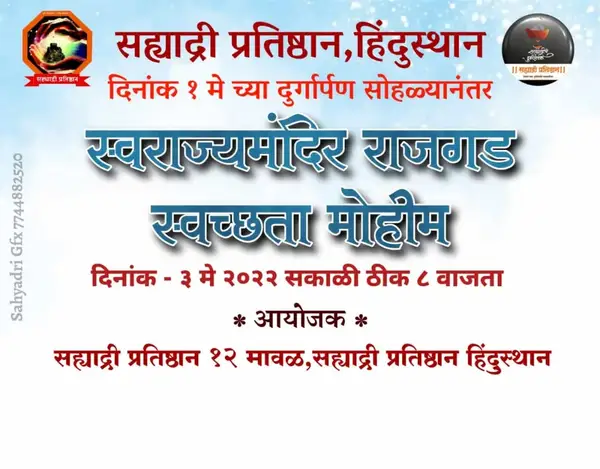 सह्याद्री प्रतिष्ठान,हिंदुस्थान
सह्याद्री प्रतिष्ठान
|| सह्याद्री प्रतिष्ठान ||
दिनांक १ मे च्या दुर्गार्पण सोहळ्यानंतर
स्वराज्यमंदिर राजगड
स्वच्छता मोहीम
दिनांक - ३ मे २०२२ सकाळी ठीक ८ वाजता
* आयोजक *
सह्याद्री प्रतिष्ठान १२ मावळ,सह्याद्री प्रतिष्ठान हिंदुस्थान
Sahyadri Gfx 7744882520